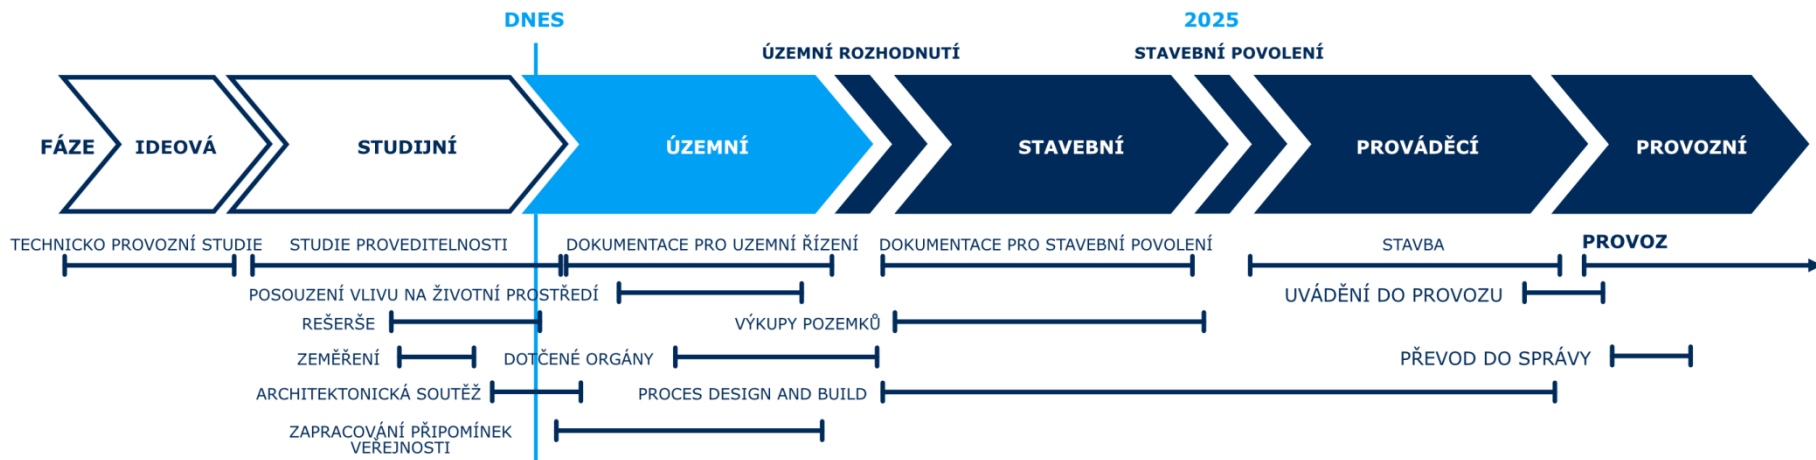 DNES
2025
ÚZEMNÍ ROZHODNUTÍ
STAVEBNÍ POVOLENÍ
FÁZE
IDEOVÁ
STUDIJNÍ
ÚZEMNÍ
STAVEBNÍ
PROVÁDĚCÍ
PROVOZNÍ
TECHNICKO PROVOZNÍ STUDIE
STUDIE PROVEDITELNOSTI
DOKUMENTACE PRO UZEMNÍ ŘÍZENÍ
DOKUMENTACE PRO STAVEBNÍ POVOLENÍ
STAVBA
PROVOZ
POSOUZENÍ VLIVU NA ŽIVOTNÍ PROSTŘEDÍ
UVÁDĚNÍ DO PROVOZU
REŠERŠE
VÝKUPY POZEMKŮ
ZEMĚŘENÍ
DOTČENÉ ORGÁNY
PŘEVOD DO SPRÁVY
ARCHITEKTONICKÁ SOUTĚŽ
PROCES DESIGN AND BUILD
ZAPRACOVÁNÍ PŘIPOMÍNEK
VEŘEJNOSTI